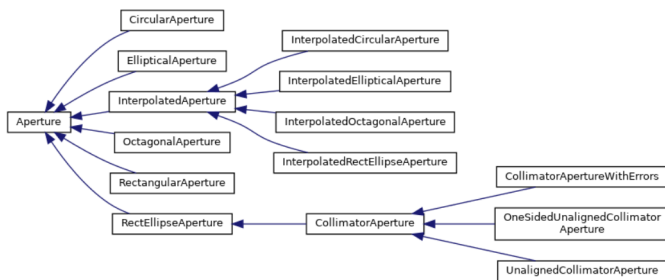 CircularAperture
EllipticalAperture
InterpolatedCircularAperture
InterpolatedEllipticalAperture
InterpolatedAperture
Aperture
InterpolatedOctagonalAperture
OctagonalAperture
InterpolatedRectEllipseAperture
RectangularAperture
CollimatorApertureWithErrors
RectEllipseAperture
CollimatorAperture
OneSidedUnalignedCollimator
Aperture
UnalignedCollimatorAperture